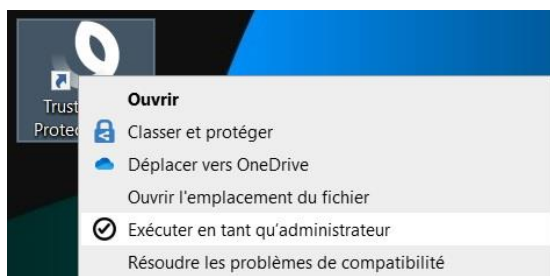 Trust
Protec
Ouvrir
Classer et protéger
Déplacer vers OneDrive
Ouvrir l'emplacement du fichier
Exécuter en tant qu'administrateur
Résoudre les problèmes de compatibilité